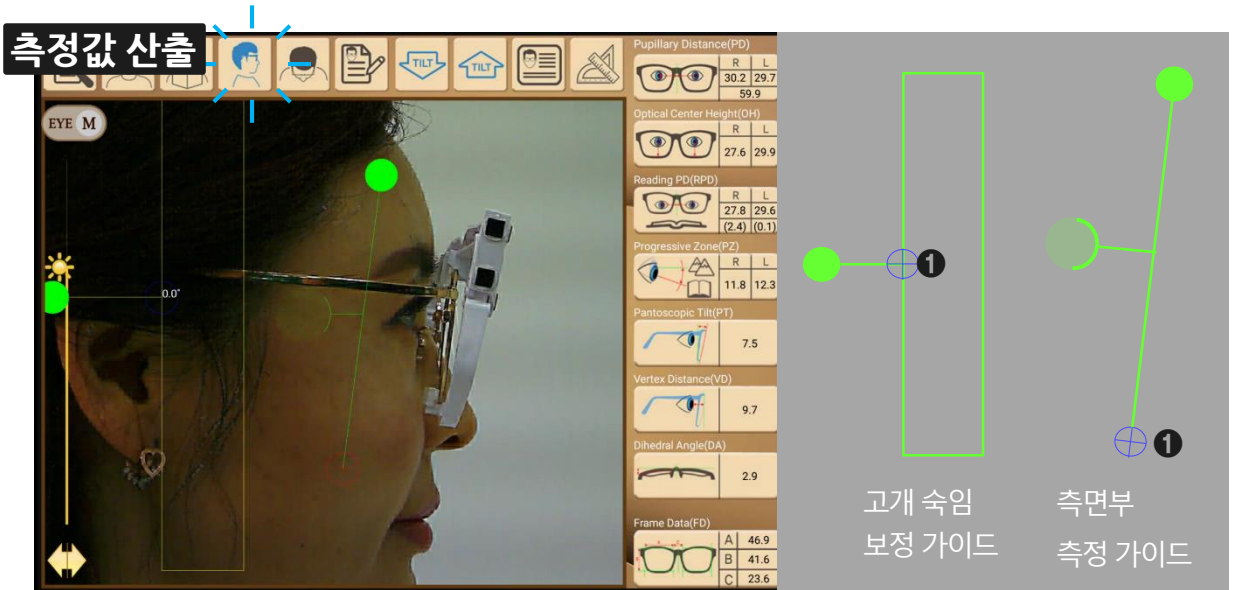 측정값 산출
TILT
TILT
EYE M
0.0°
Pupillary Distance(PD)
R L
30.2 29.7
59.9
Optical Center Height(OH)
R L
27.6 29.9
Reading PD(RPD)
R L
27.8 29.6
(2.4) (0.1)
Progressive Zone(PZ)
R L
11.8 12.3
Pantoscopic Tilt(PT)
7.5
Vertex Distance(VD)
9.7
Dihedral Angle(DA)
2.9
Frame Data(FD)
A 46.9
B 41.6
C 23.6
1
1
고개 숙임
보정 가이드
측면부
측정 가이드